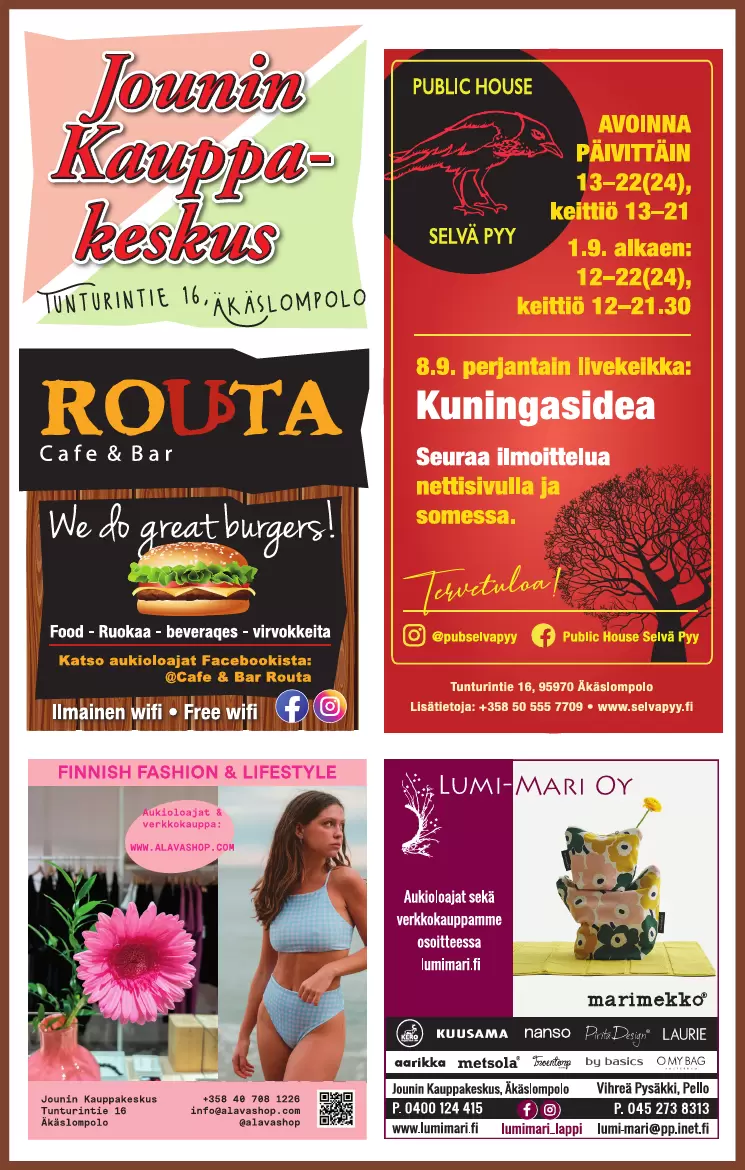 Jounin
Kauppa-
keskus
TUNTURINTIE 16, ÄKÄSLOMPOLO
ROUTA
Cafe & Bar
We do great burgers!
Food - Ruokaa - beveraqes - virvokkeita
Katso aukioloajat Facebookista:
@Cafe & Bar Routa
Ilmainen wifi • Free wifi
PUBLIC HOUSE
SELVÄ PYY
AVOINNA
PÄIVITTÄIN
13–22(24),
keittiö 13–21
1.9. alkaen:
12–22(24),
keittiö 12–21.30
8.9. perjantain livekeikka:
Kuningasidea
Seuraa ilmoittelua
nettisivulla ja
somessa.
Tervetuloa!
@pubselvapyy Public House Selvä Pyy
Tunturintie 16, 95970 Äkäslompolo
Lisätietoja: +358 50 555 7709 • www.selvapyy.fi
FINNISH FASHION & LIFESTYLE
Aukioloajat &
verkkokauppa:
WWW.ALAVASHOP.COM
Jounin Kauppakeskus
Tunturintie 16
Äkäslompolo
+358 40 708 1226
info@alavashop.com
@alavashop
LUMI-MARI OY
Aukioloajat sekä
verkkokauppamme
osoitteessa
lumimari.fi
marimekko®
KUUSAMA nanso Pirita Design LAURIE
aarikka metsola® by basics O MY BAG
Jounin Kauppakeskus, Äkäslompolo
P. 0400 124 415
www.lumimari.fi
lumimari_lappi
Vihreä Pysäkki, Pello
P. 045 273 8313
lumi-mari@pp.inet.fi